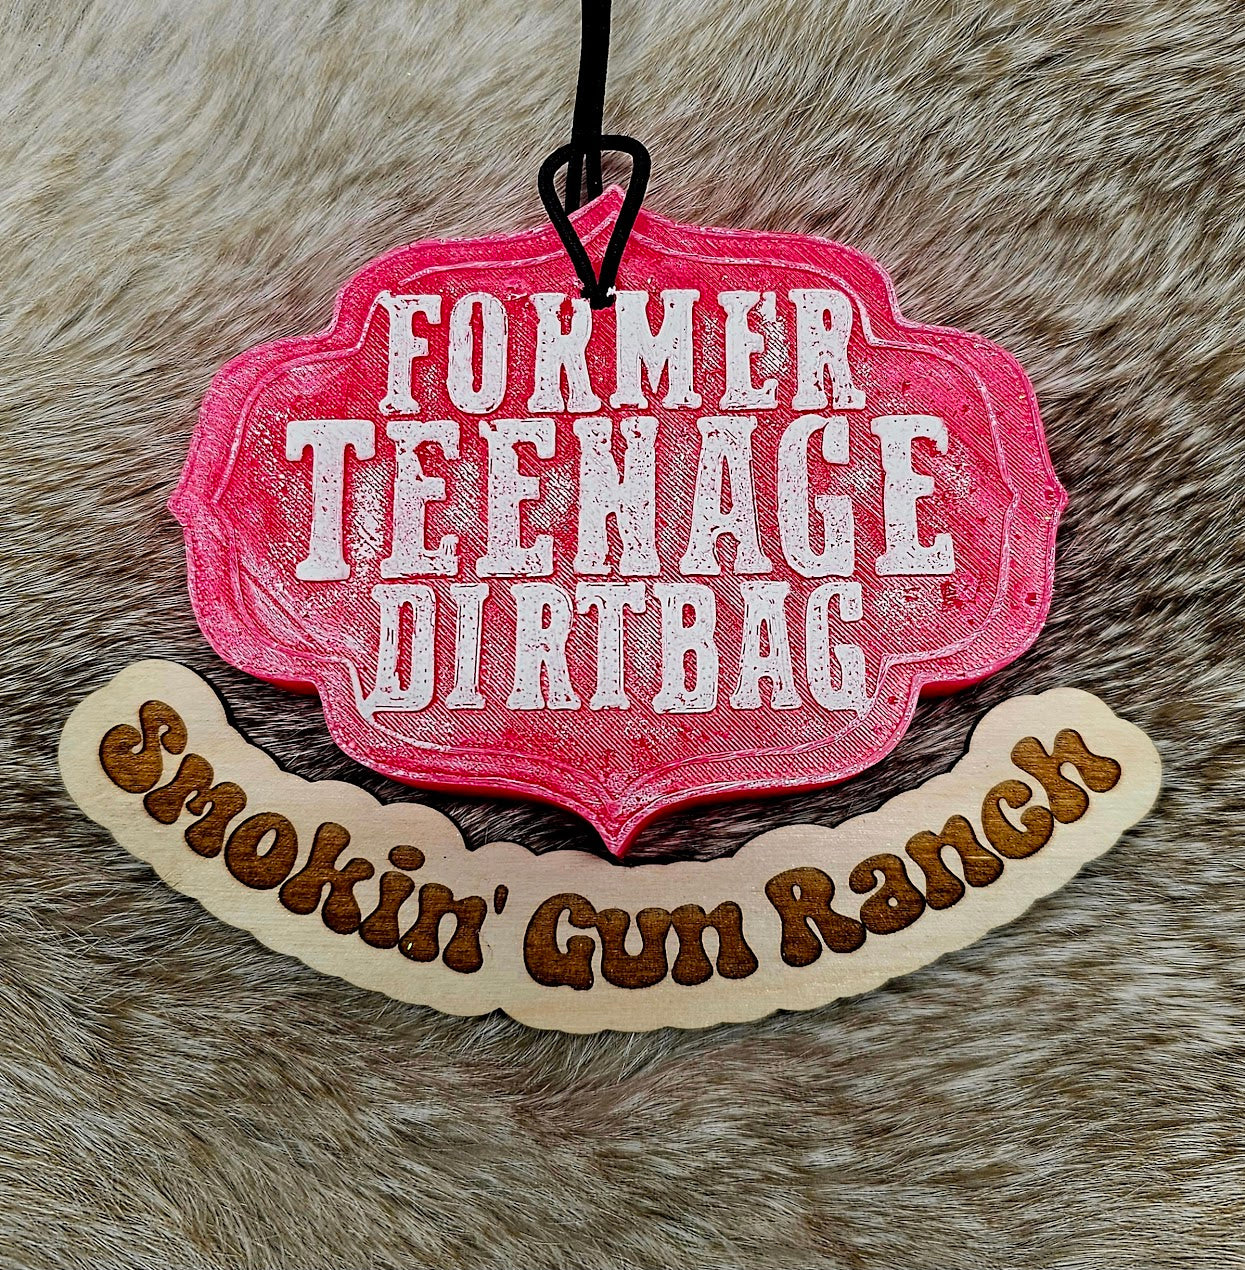 FORMER
TEENAGE
DIRTBAG
Smokin' Gun Ranch